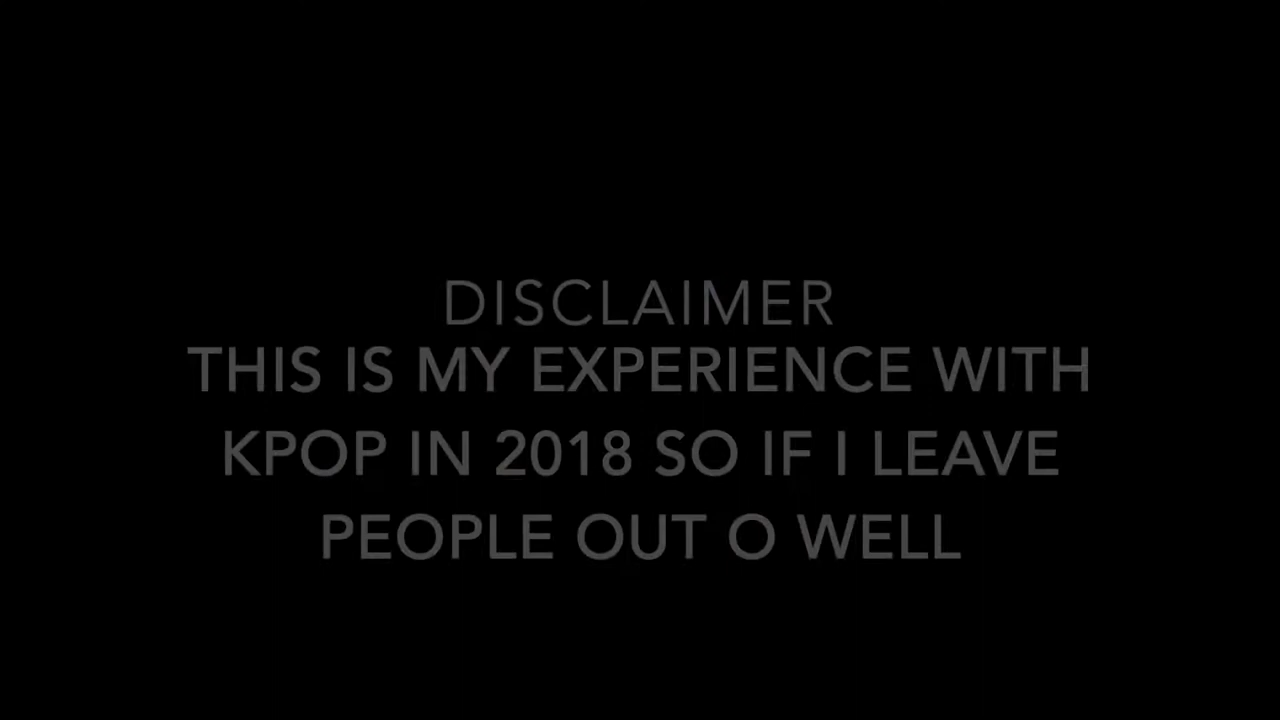 DISCLAIMER
THIS IS MY EXPERIENCE WITH
KPOP IN 2018 SO IF I LEAVE
PEOPLE OUT O WELL